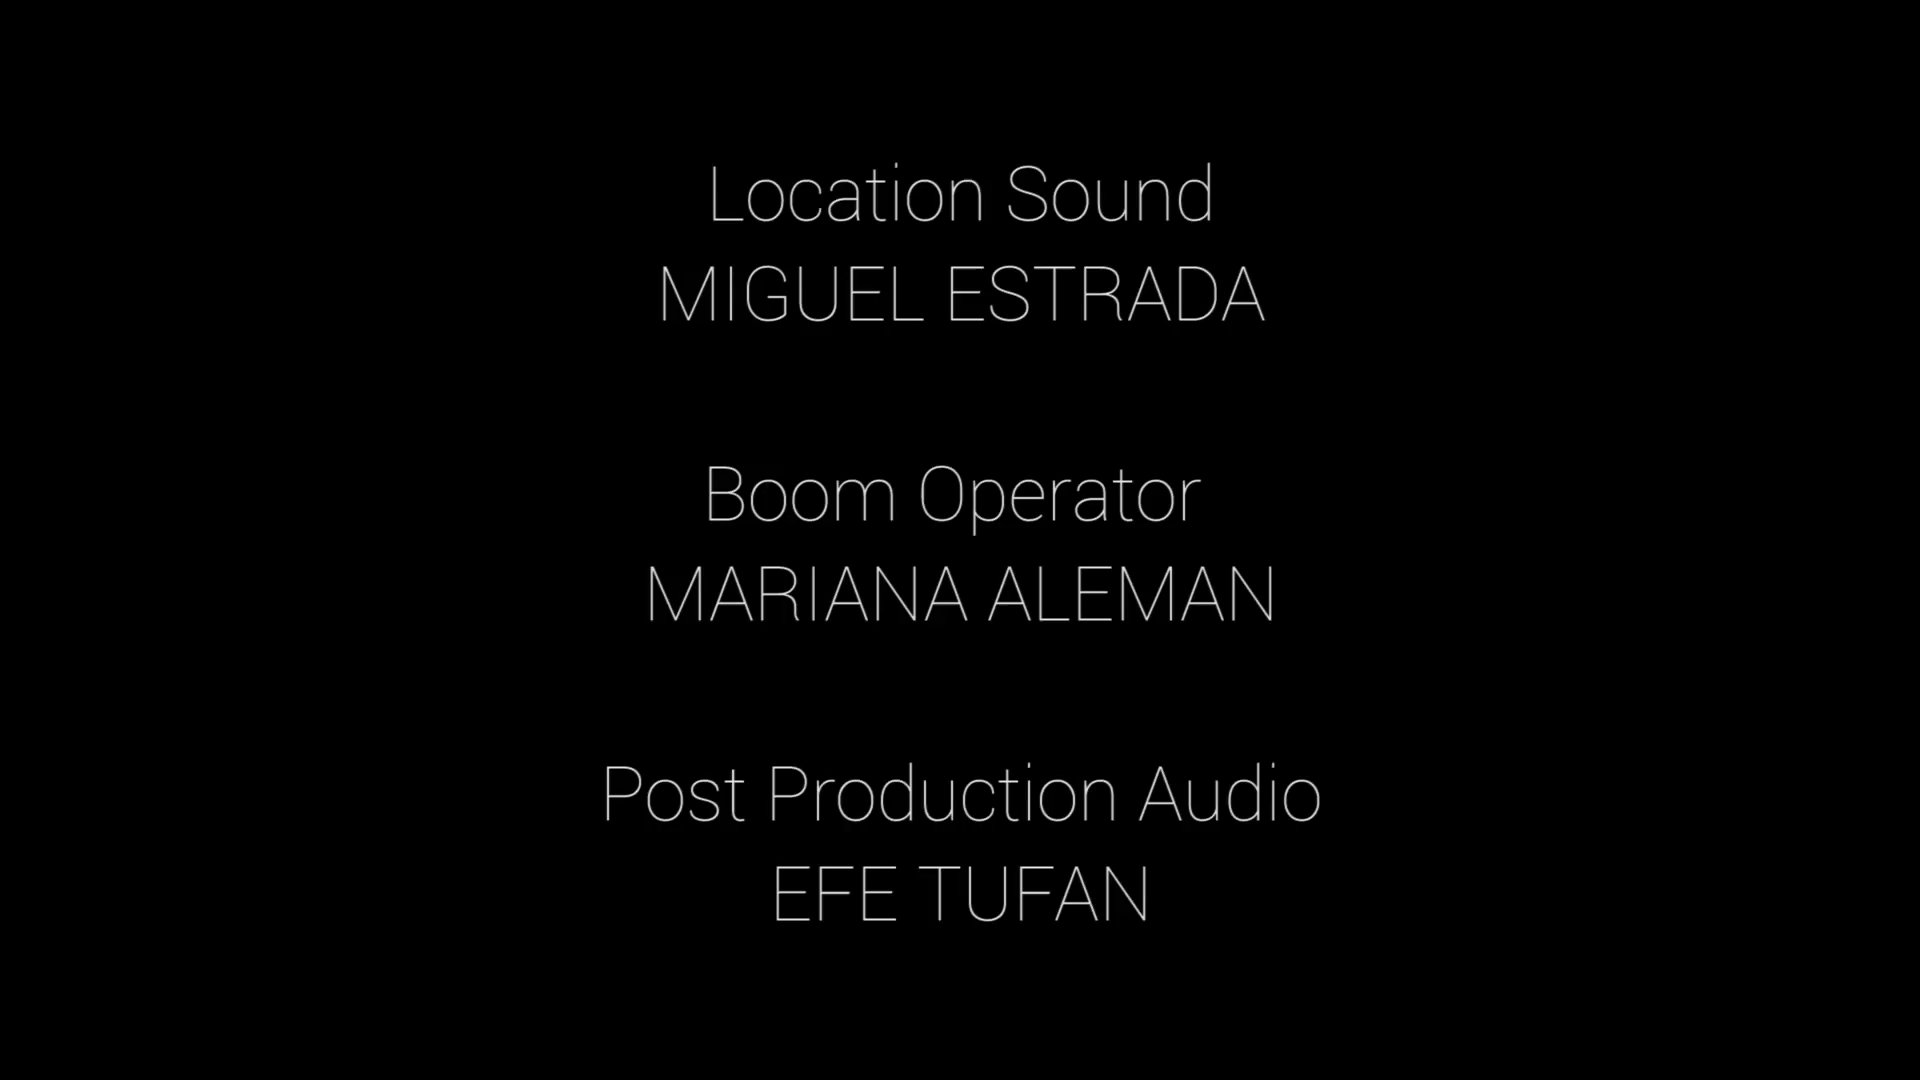 Location Sound
MIGUEL ESTRADA
Boom Operator
MARIANA ALEMAN
Post Production Audio
EFE TUFAN